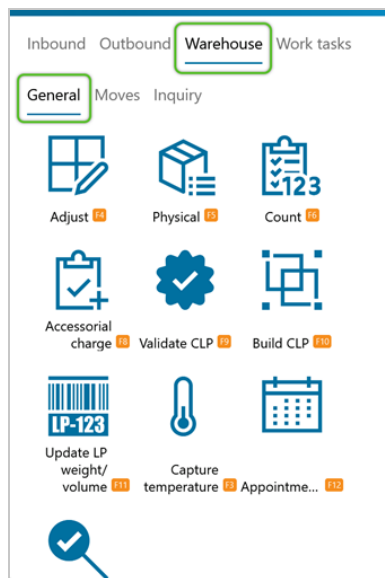 Inbound Outbound Warehouse Work tasks
General Moves Inquiry
123
Adjust F4 Physical F5 Count F6
Accessorial
charge F8 Validate CLP F9 Build CLP F10
LP-123
Update LP
weight/ Capture
volume F11 temperature F3 Appointme... F12